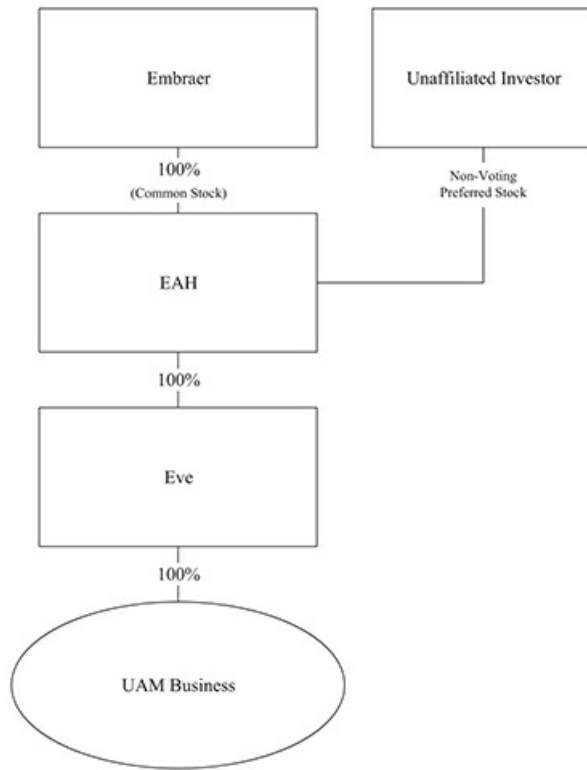 Embraer
Unaffiliated Investor
100%
(Common Stock)
Non-Voting
Preferred Stock
EAH
100%
Eve
100%
UAM Business